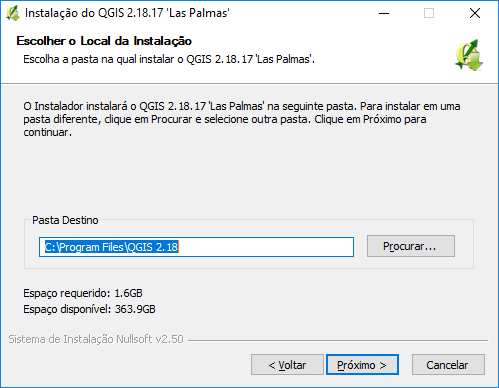 Instalação do QGIS 2.18.17 'Las Palmas'
Escolher o Local da Instalação
Escolha a pasta na qual instalar o QGIS 2.18.17 'Las Palmas'.
O Instalador instalará o QGIS 2.18.17 'Las Palmas' na seguinte pasta. Para instalar em uma
pasta diferente, clique em Procurar e selecione outra pasta. Clique em Próximo para
continuar.
Pasta Destino
C:\Program Files\QGIS 2.18
Procurar...
Espaço requerido: 1.6GB
Espaço disponível: 363.9GB
Sistema de Instalação Nullsoft v2.50
< Voltar
Próximo >
Cancelar